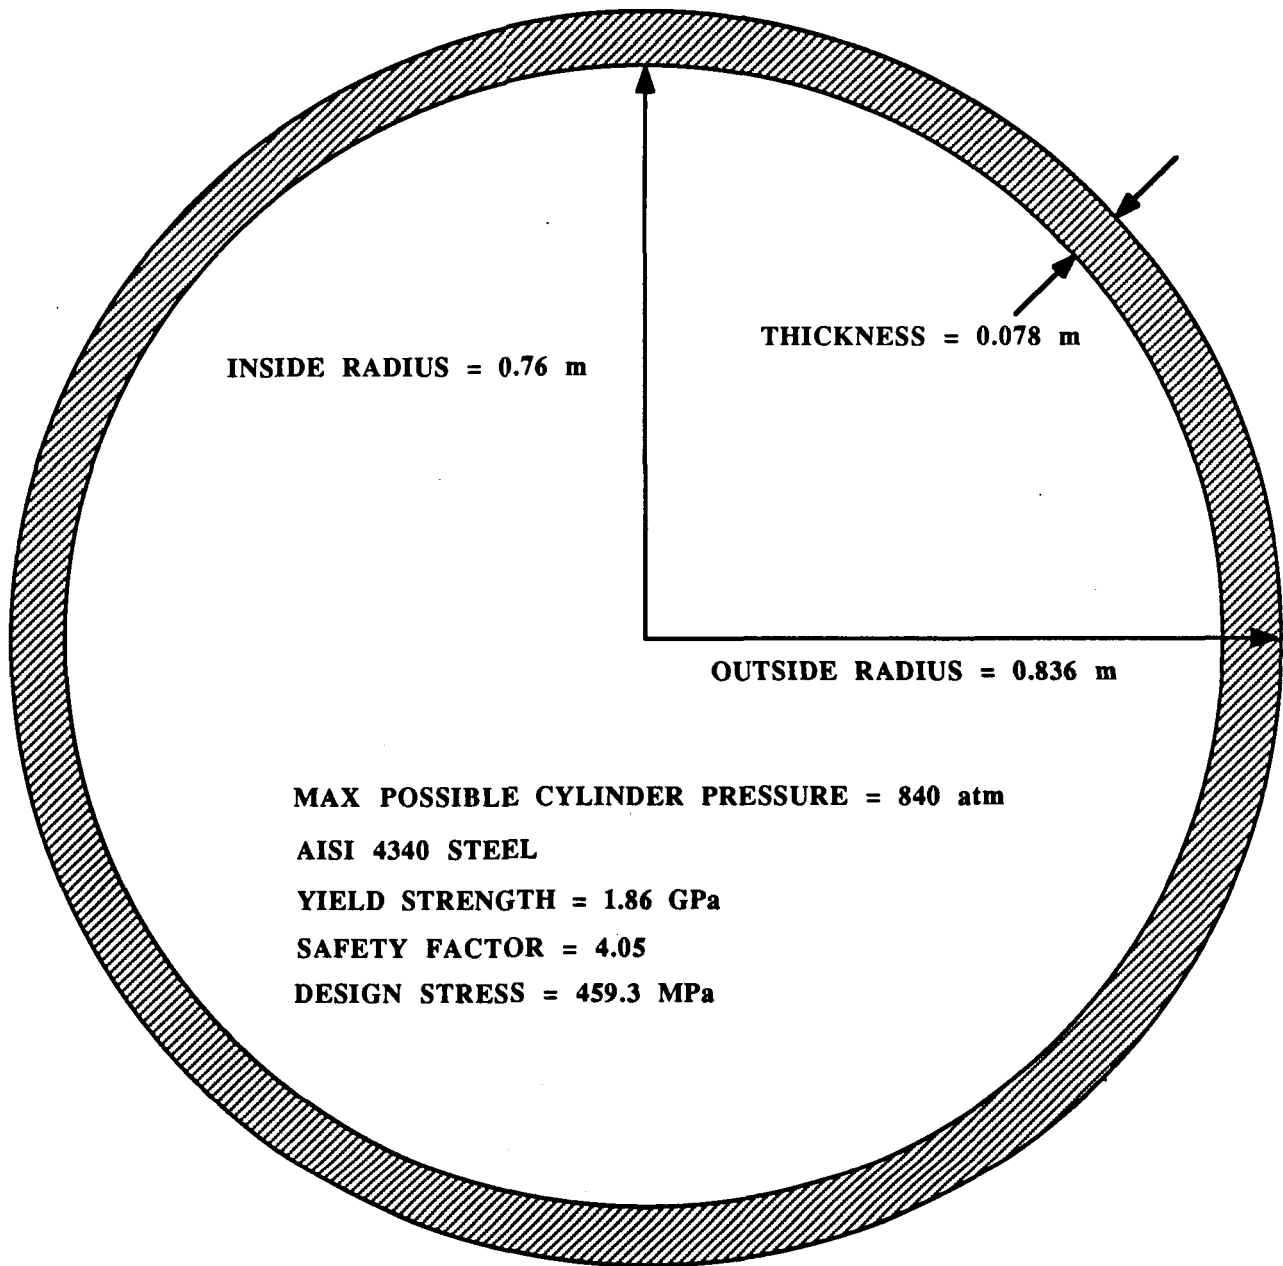 THICKNESS = 0.078 m
INSIDE RADIUS = 0.76 m
OUTSIDE RADIUS = 0.836 m
MAX POSSIBLE CYLINDER PRESSURE = 840 atm
AISI 4340 STEEL
YIELD STRENGTH = 1.86 GPa
SAFETY FACTOR = 4.05
DESIGN STRESS = 459.3 MPa